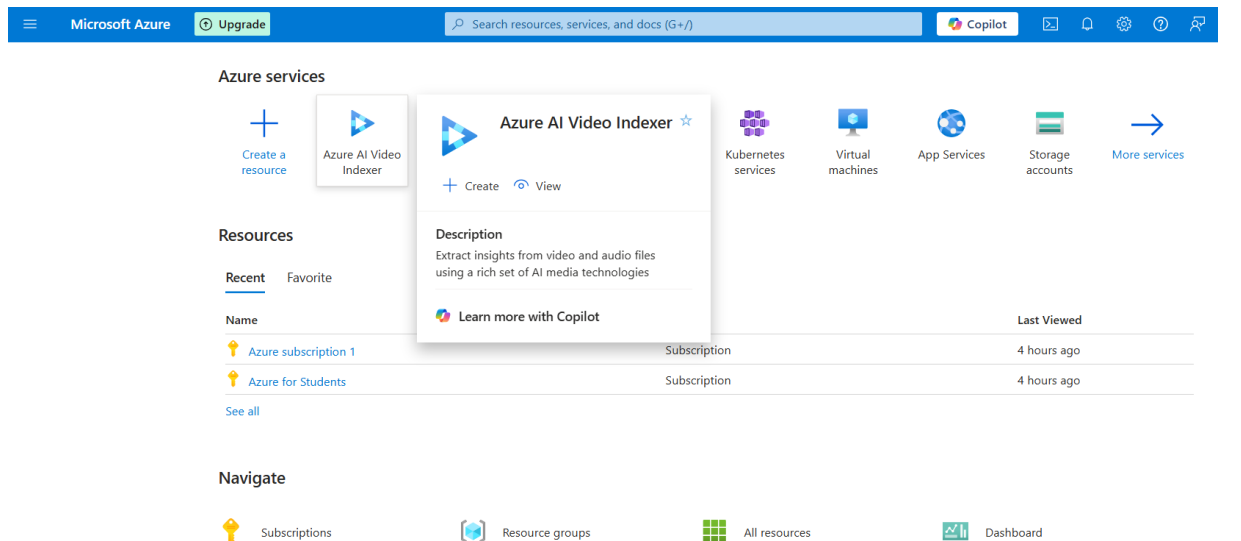 Microsoft Azure
Upgrade
Search resources, services, and docs (G+/)
Copilot
Azure services
Create a
resource
Azure AI Video
Indexer
Azure AI Video Indexer
Create
View
Description
Extract insights from video and audio files
using a rich set of AI media technologies
Learn more with Copilot
Kubernetes
services
Virtual
machines
App Services
Storage
accounts
More services
Resources
Recent
Favorite
Name
Last Viewed
Azure subscription 1
Subscription
4 hours ago
Azure for Students
Subscription
4 hours ago
See all
Navigate
Subscriptions
Resource groups
All resources
Dashboard